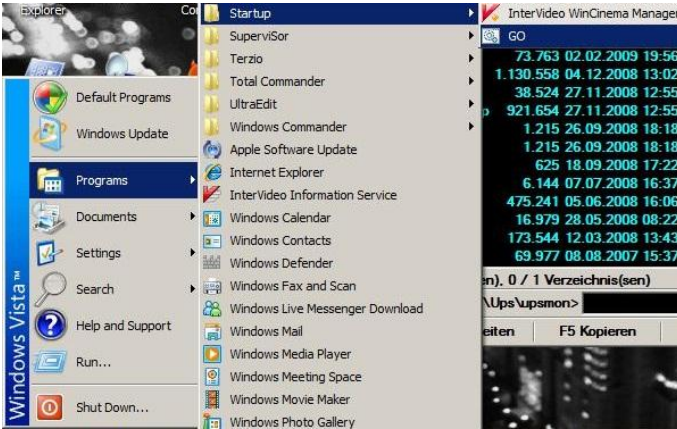 Explorer
Co
Default Programs
Windows Update
Programs
Documents
Settings
Search
Help and Support
Run...
Shut Down...
Windows Vista™
Startup
SuperviSor
Terzio
Total Commander
UltraEdit
Windows Commander
Apple Software Update
Internet Explorer
InterVideo Information Service
Windows Calendar
Windows Contacts
Windows Defender
Windows Fax and Scan
Windows Live Messenger Download
Windows Mail
Windows Media Player
Windows Meeting Space
Windows Movie Maker
Windows Photo Gallery
InterVideo WinCinema Manager
GO
73.763 02.02.2009 19:56
1.130.558 04.12.2008 13:02
38.524 27.11.2008 12:55
p 921.654 27.11.2008 12:55
1.215 26.09.2008 18:18
1.215 26.09.2008 18:18
625 18.09.2008 17:22
6.144 07.07.2008 16:37
475.241 05.06.2008 16:06
16.979 28.05.2008 08:22
173.544 12.03.2008 13:43
69.977 08.08.2007 15:37
en), 0 / 1 Verzeichnis(sen)
\Ups\upsmon>
eiten F5 Kopieren